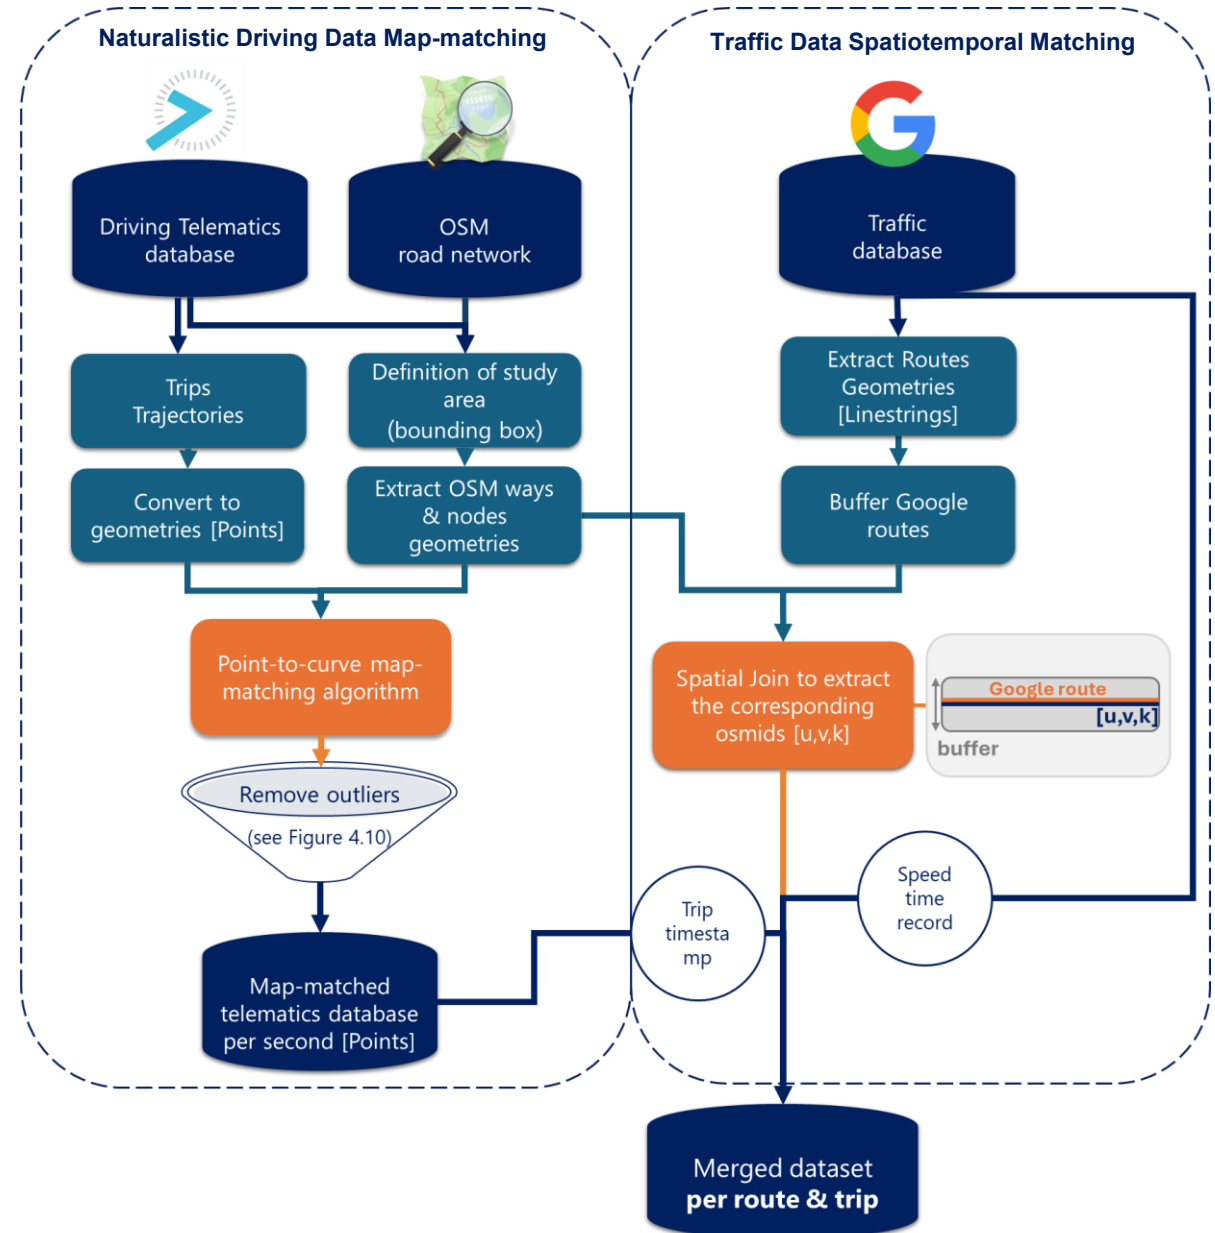 Naturalistic Driving Data Map-matching
Driving Telematics
database
OSM
road network
Trips
Trajectories
Definition of study
area
(bounding box)
Convert to
geometries [Points]
Extract OSM ways
& nodes
geometries
Point-to-curve map-
matching algorithm
Remove outliers
(see Figure 4.10)
Map-matched
telematics database
per second [Points]
Traffic Data Spatiotemporal Matching
Traffic
database
Extract Routes
Geometries
[Linestrings]
Buffer Google
routes
Spatial Join to extract
the corresponding
osmids [u,v,k]
Google route
[u,v,k]
buffer
Speed
time
record
Trip
timesta
mp
Merged dataset
per route & trip